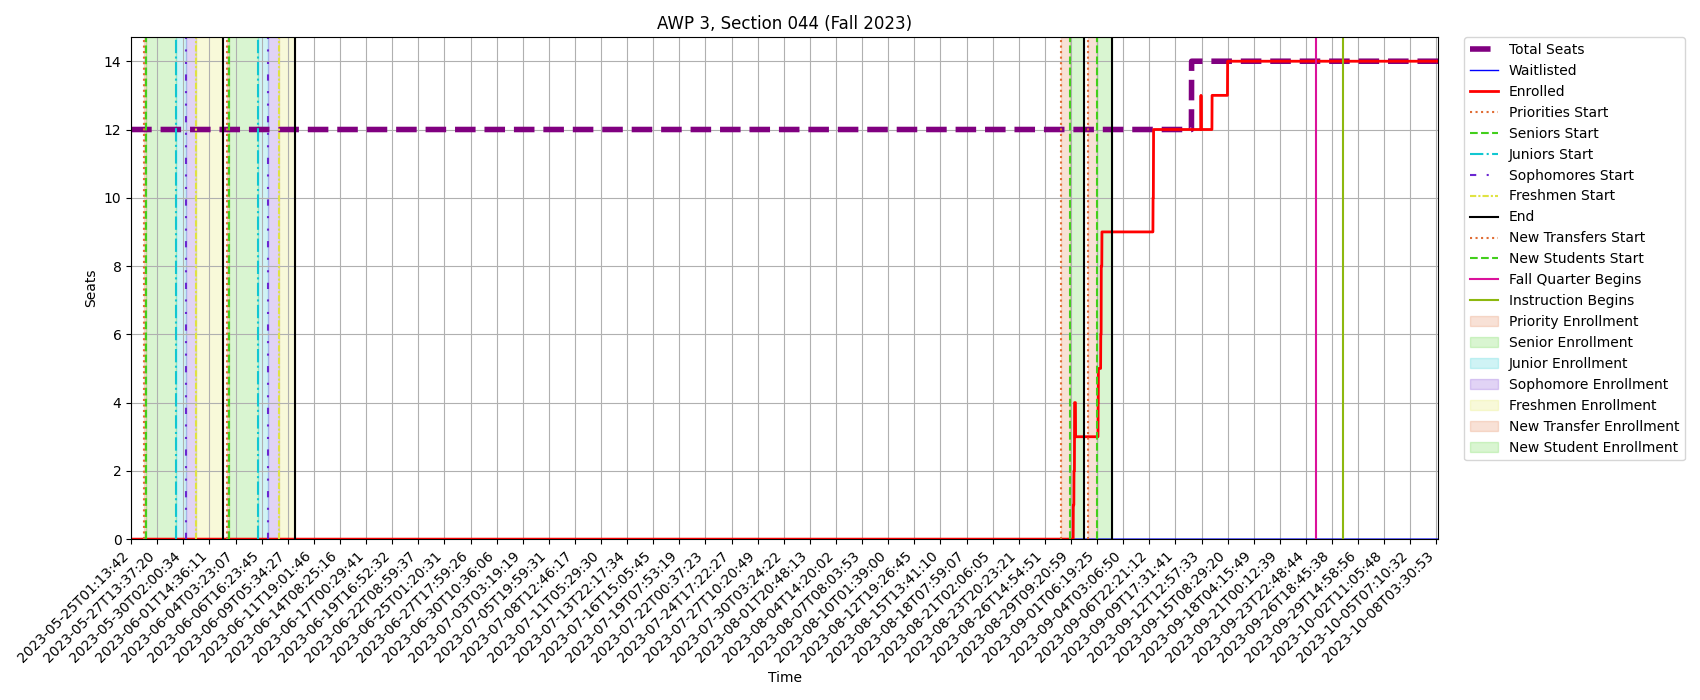 AWP 3, Section 044 (Fall 2023)
Seats
14
12
10
8
6
4
2
0
2023-05-25T01:13:42
2023-05-27T13:37:20
2023-05-30T02:00:34
2023-06-01T14:36:11
2023-06-04T03:23:07
2023-06-06T16:23:45
2023-06-09T05:34:27
2023-06-11T19:01:46
2023-06-14T08:25:16
2023-06-17T00:29:41
2023-06-19T16:52:32
2023-06-22T08:59:37
2023-06-25T01:20:31
2023-06-27T17:59:26
2023-06-30T10:36:06
2023-07-03T03:19:19
2023-07-05T19:59:31
2023-07-08T12:46:17
2023-07-11T05:29:30
2023-07-13T22:17:34
2023-07-16T15:05:45
2023-07-19T07:53:19
2023-07-22T00:37:23
2023-07-24T17:22:27
2023-07-27T10:20:49
2023-07-30T03:24:22
2023-08-01T20:48:13
2023-08-04T14:20:02
2023-08-07T08:03:53
2023-08-10T01:39:00
2023-08-12T19:26:45
2023-08-15T13:41:10
2023-08-18T07:59:07
2023-08-21T02:06:05
2023-08-23T20:23:21
2023-08-26T14:54:51
2023-08-29T09:20:59
2023-09-01T06:19:25
2023-09-04T03:06:50
2023-09-06T22:21:12
2023-09-09T17:31:41
2023-09-12T12:57:33
2023-09-15T08:29:20
2023-09-18T04:15:49
2023-09-21T00:12:39
2023-09-23T22:48:44
2023-09-26T18:45:38
2023-09-29T14:58:56
2023-10-02T11:05:48
2023-10-05T07:10:32
2023-10-08T03:30:53
Time
Total Seats
Waitlisted
Enrolled
Priorities Start
Seniors Start
Juniors Start
Sophomores Start
Freshmen Start
End
New Transfers Start
New Students Start
Fall Quarter Begins
Instruction Begins
Priority Enrollment
Senior Enrollment
Junior Enrollment
Sophomore Enrollment
Freshmen Enrollment
New Transfer Enrollment
New Student Enrollment